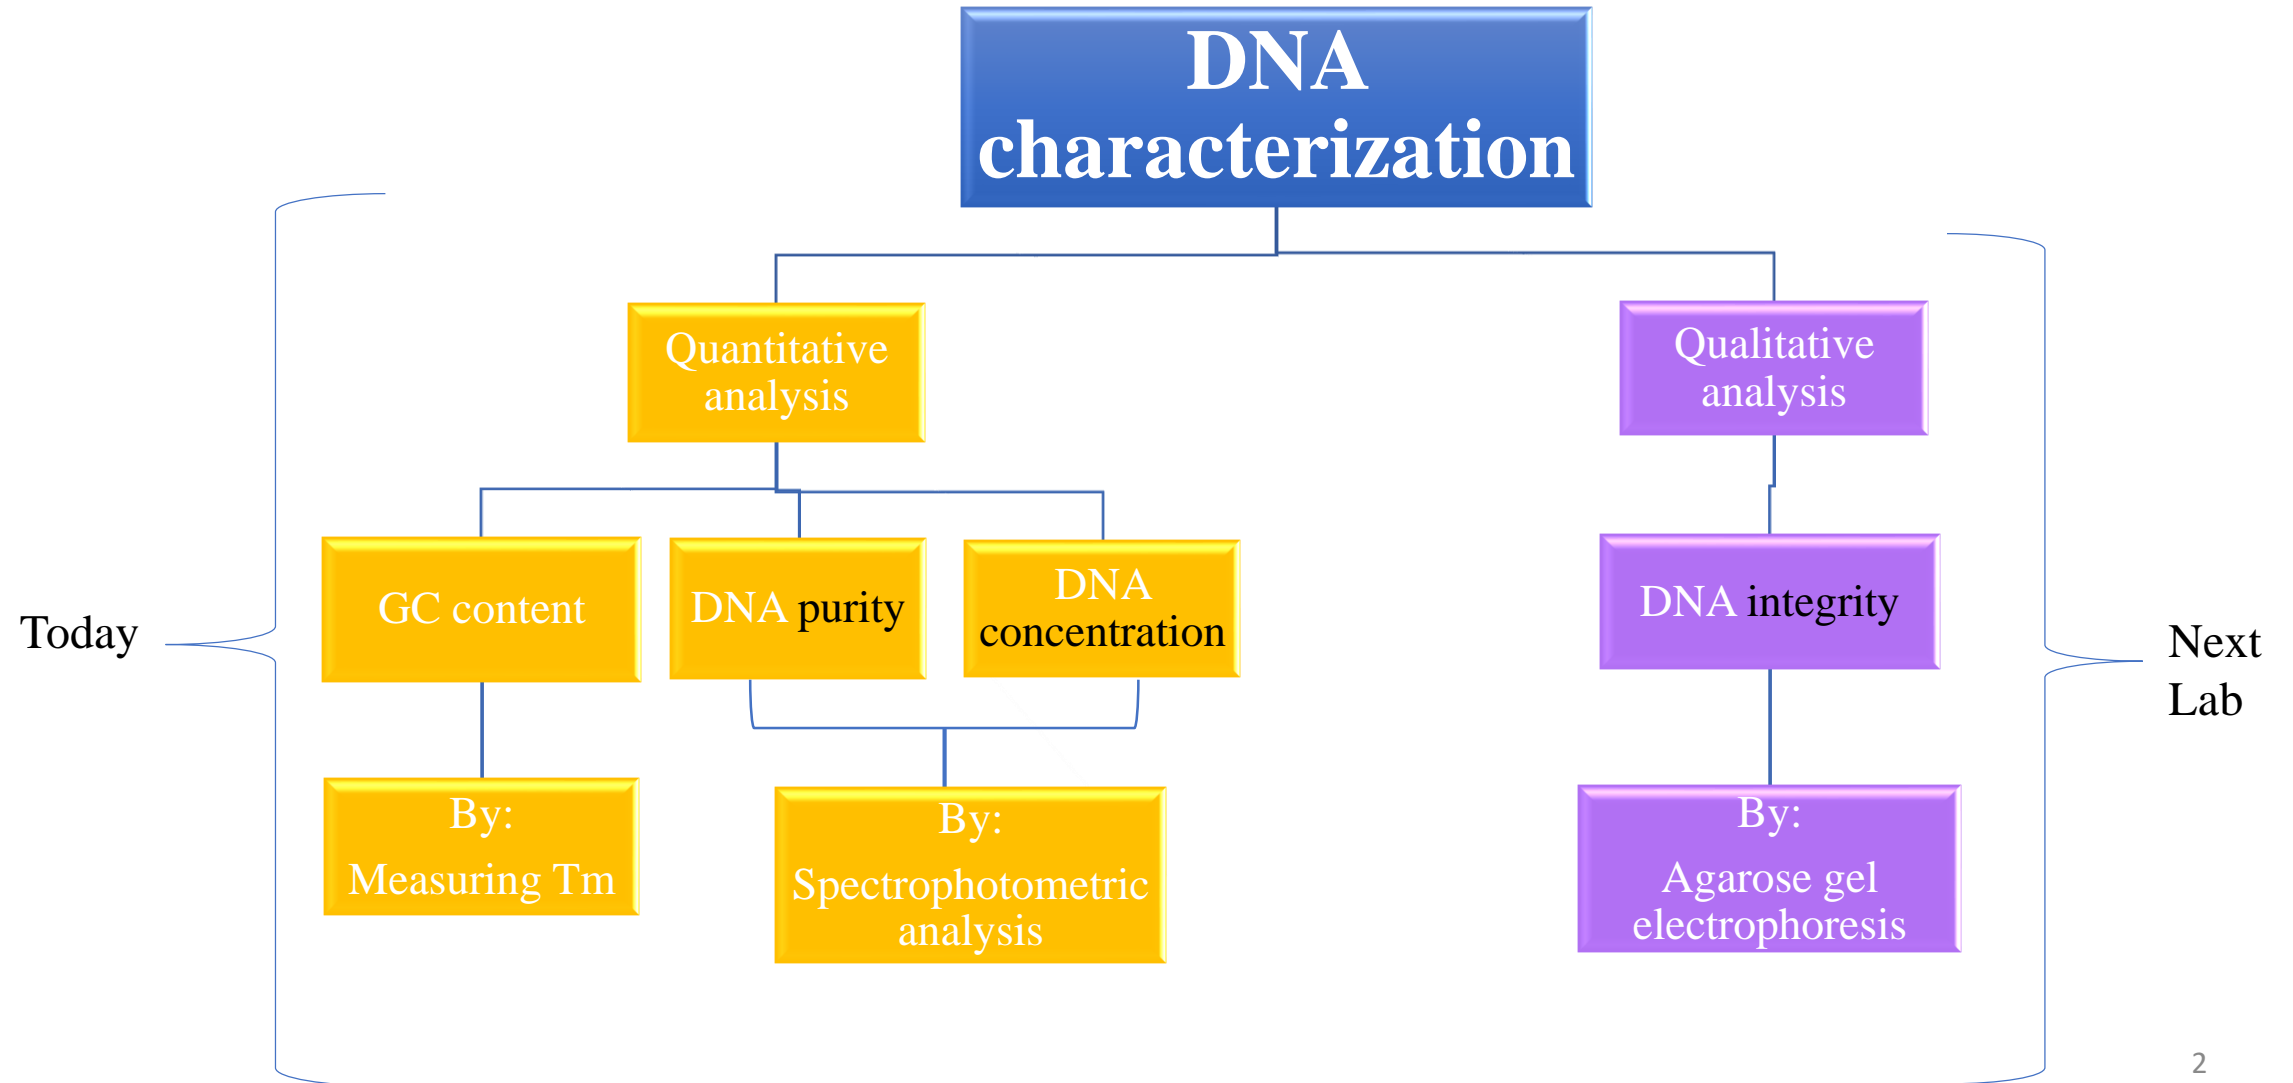 DNA
characterization
Quantitative
analysis
Qualitative
analysis
GC content
DNA purity
DNA
concentration
DNA integrity
Today
Next
Lab
By:
Measuring Tm
By:
Spectrophotometric
analysis
By:
Agarose gel
electrophoresis
2